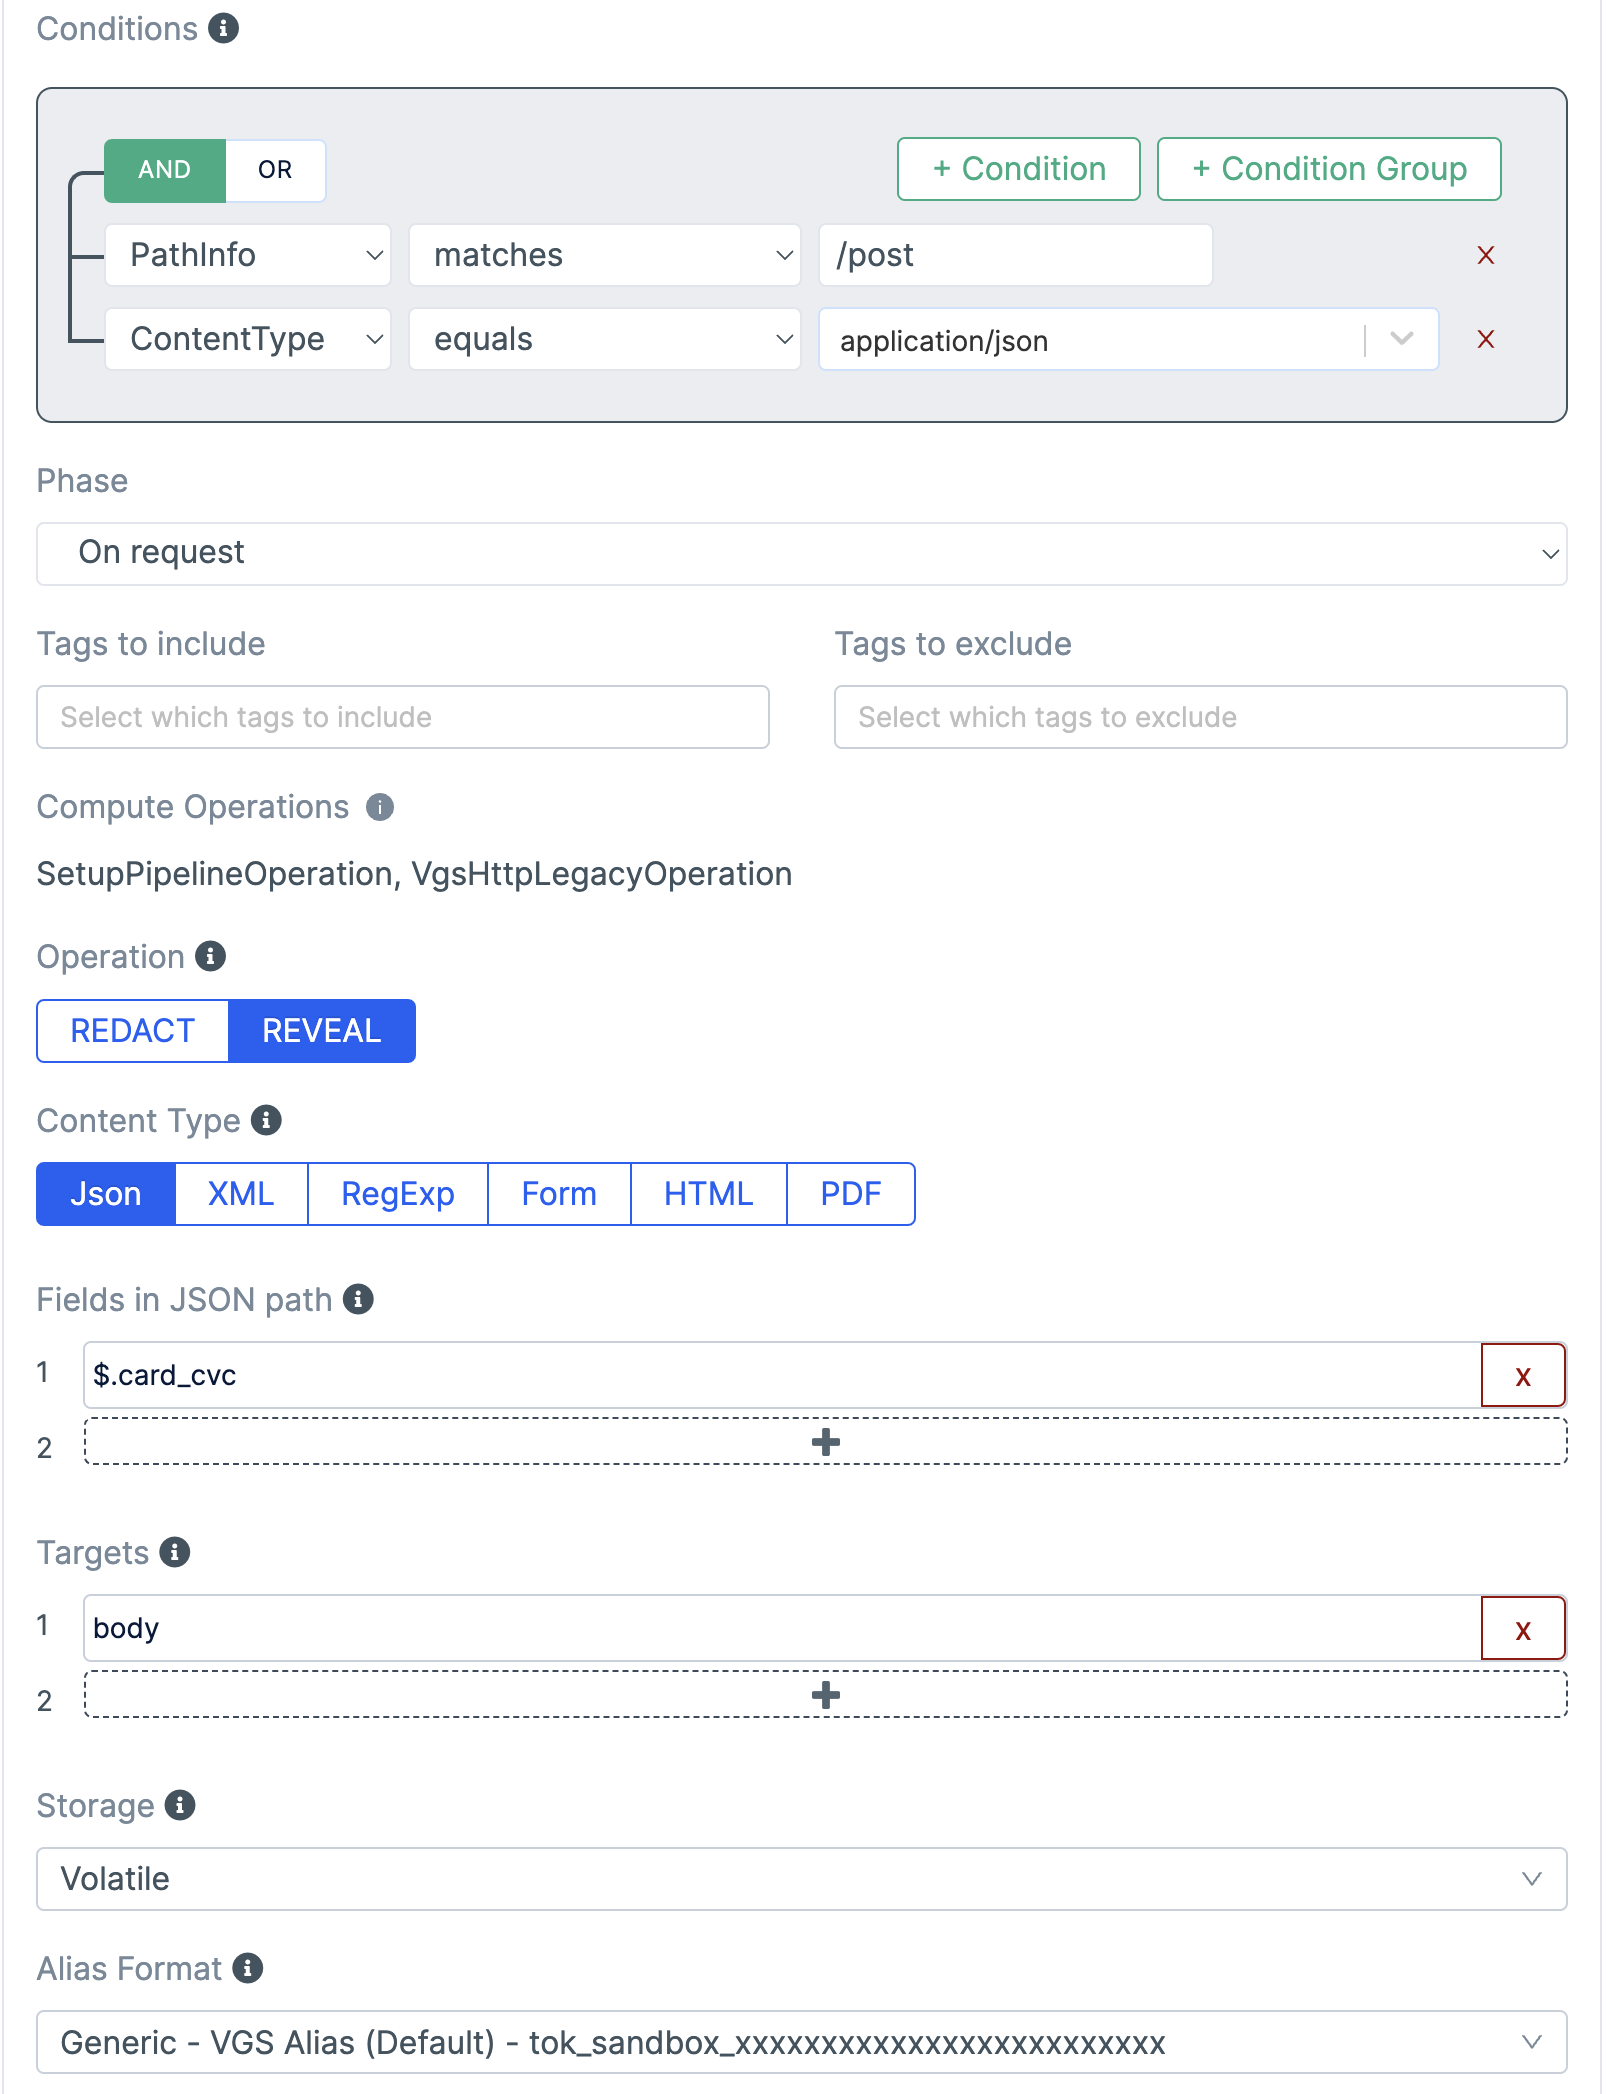 Conditions
AND OR + Condition + Condition Group
PathInfo matches /post x
ContentType equals application/json x
Phase
On request
Tags to include Tags to exclude
Select which tags to include Select which tags to exclude
Compute Operations
SetupPipelineOperation, VgsHttpLegacyOperation
Operation
REDACT REVEAL
Content Type
Json XML RegExp Form HTML PDF
Fields in JSON path
1 $.card_cvc x
2 +
Targets
1 body x
2 +
Storage
Volatile
Alias Format
Generic - VGS Alias (Default) - tok_sandbox_xxxxxxxxxxxxxxxxxxxxxxxxx